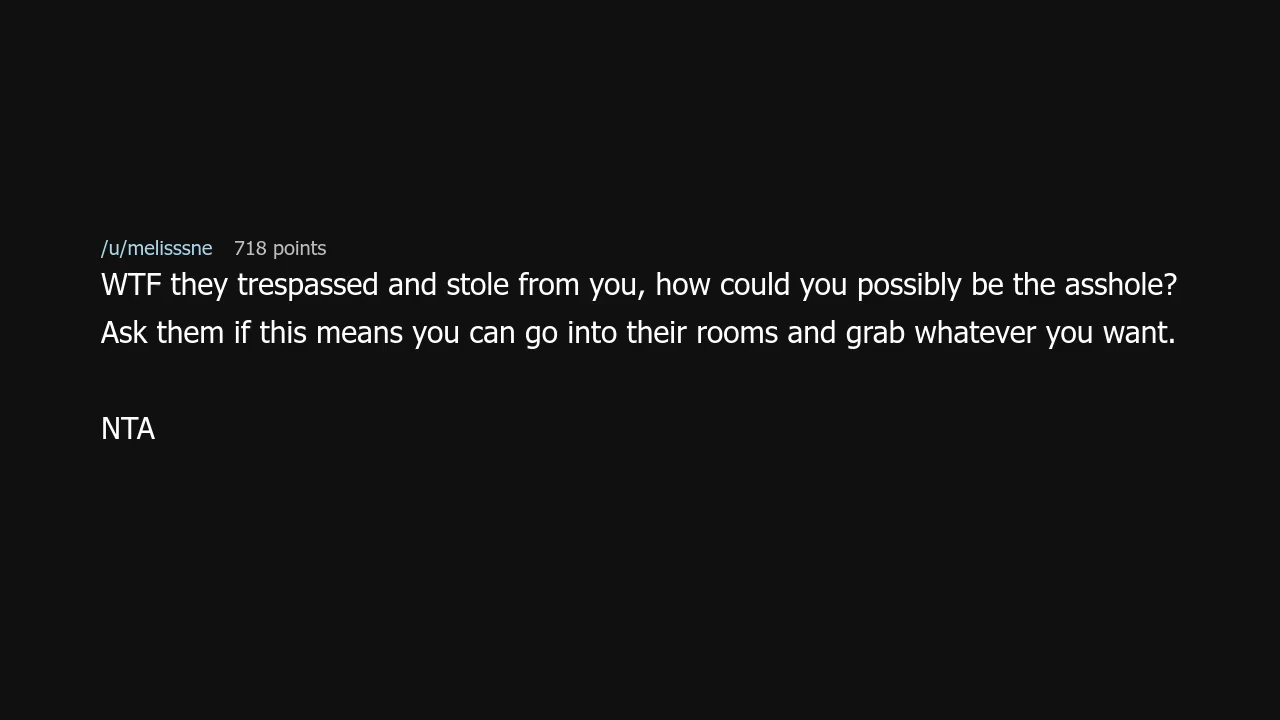 /u/melisssne 718 points
WTF they trespassed and stole from you, how could you possibly be the asshole?
Ask them if this means you can go into their rooms and grab whatever you want.
NTA